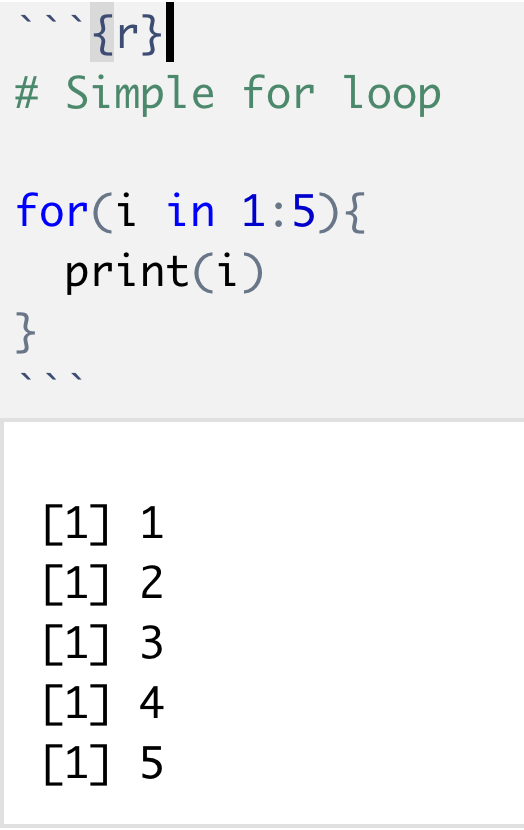 ```{r}
# Simple for loop
for(i in 1:5){
  print(i)
}
```
[1] 1
[1] 2
[1] 3
[1] 4
[1] 5